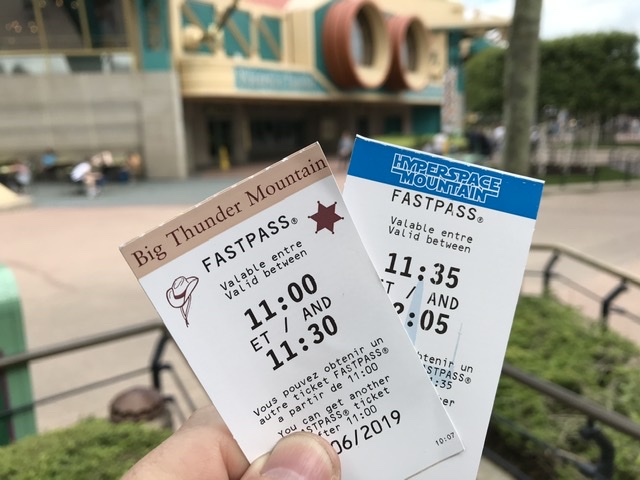 Big Thunder Mountain
FASTPASS®
Valable entre
Valid between
11:00
ET / AND
11:30
Vous pouvez obtenir un
autre ticket FASTPASS®
à partir de 11:00
You can get another
FASTPASS® ticket
after 11:00
06/2019
10:07
HYPERSPACE
MOUNTAIN
FASTPASS®
Valable entre
Valid between
11:35
ET / AND
:05